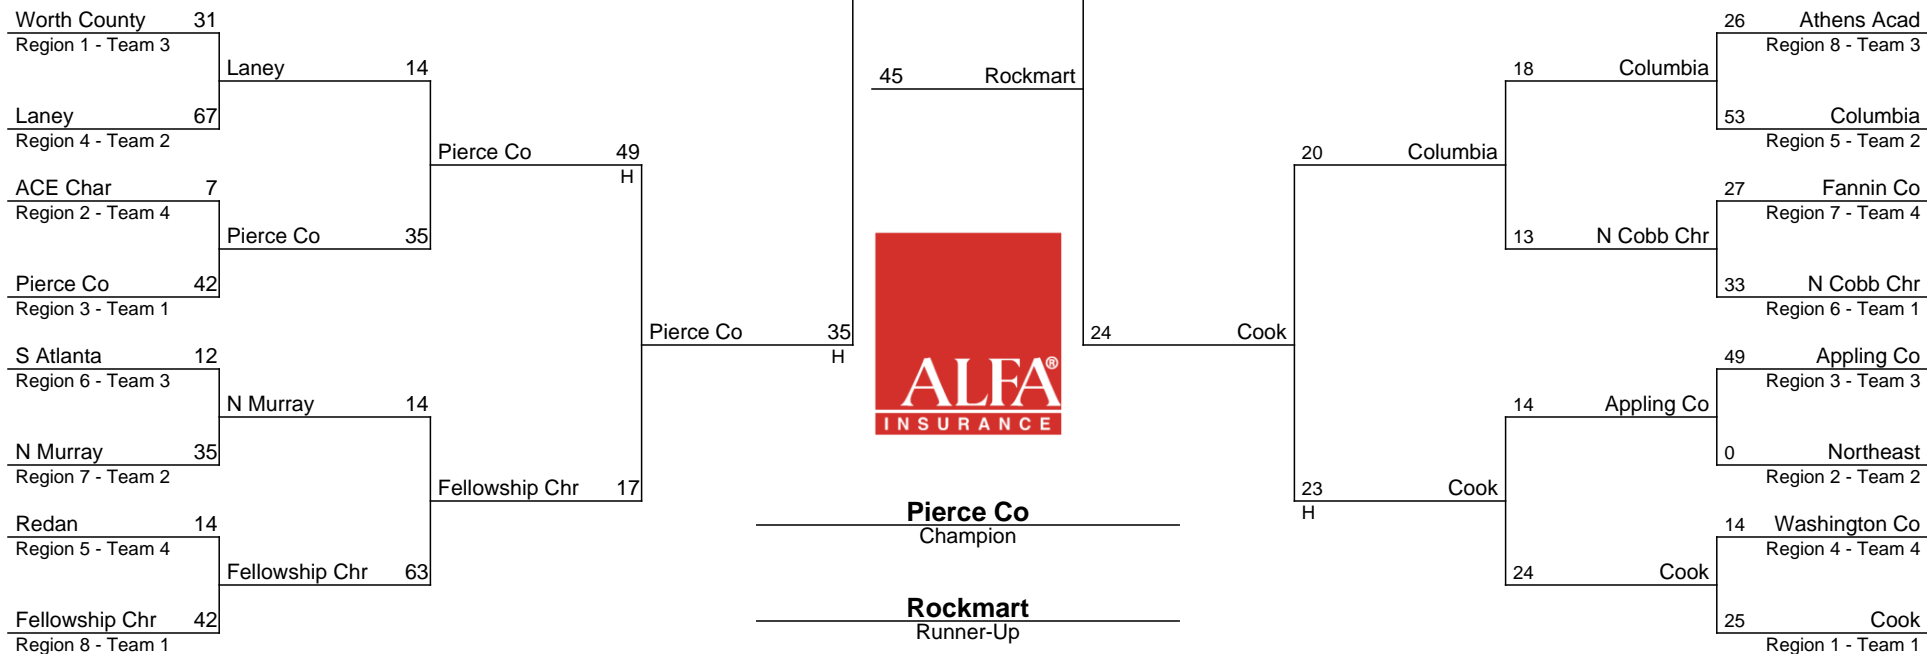 Worth County 31
Region 1 - Team 3
Laney 14
Laney 67
Region 4 - Team 2
Pierce Co 49
H
ACE Char 7
Region 2 - Team 4
Pierce Co 35
Pierce Co 42
Region 3 - Team 1
Pierce Co 35
H
S Atlanta 12
Region 6 - Team 3
N Murray 14
N Murray 35
Region 7 - Team 2
Fellowship Chr 17
Redan 14
Region 5 - Team 4
Fellowship Chr 63
Fellowship Chr 42
Region 8 - Team 1
45 Rockmart
ALFA®
INSURANCE
Pierce Co
Champion
Rockmart
Runner-Up
26 Athens Acad
Region 8 - Team 3
18 Columbia
53 Columbia
Region 5 - Team 2
20 Columbia
27 Fannin Co
Region 7 - Team 4
13 N Cobb Chr
33 N Cobb Chr
Region 6 - Team 1
24 Cook
49 Appling Co
Region 3 - Team 3
14 Appling Co
0 Northeast
Region 2 - Team 2
23 Cook
H
14 Washington Co
Region 4 - Team 4
24 Cook
25 Cook
Region 1 - Team 1